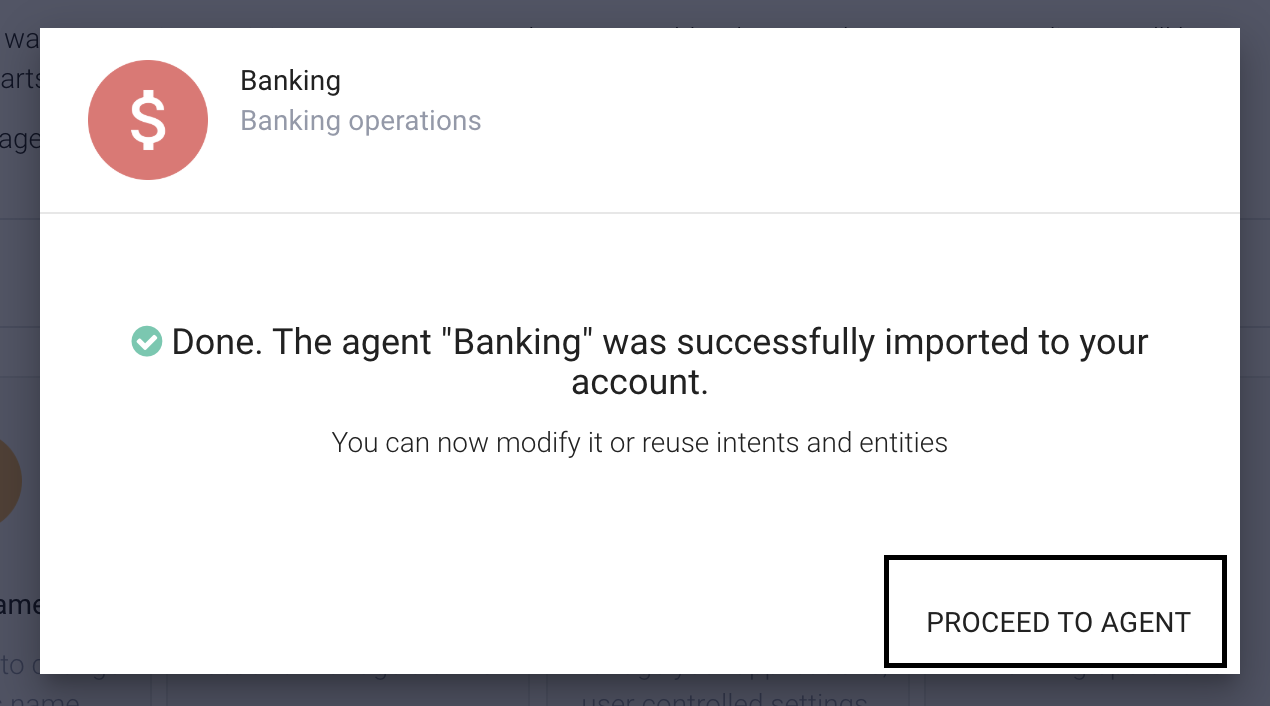 wa
arts
age
Banking
Banking operations
Done. The agent "Banking" was successfully imported to your
account.
You can now modify it or reuse intents and entities
PROCEED TO AGENT
ame
to
name
user controlled settings